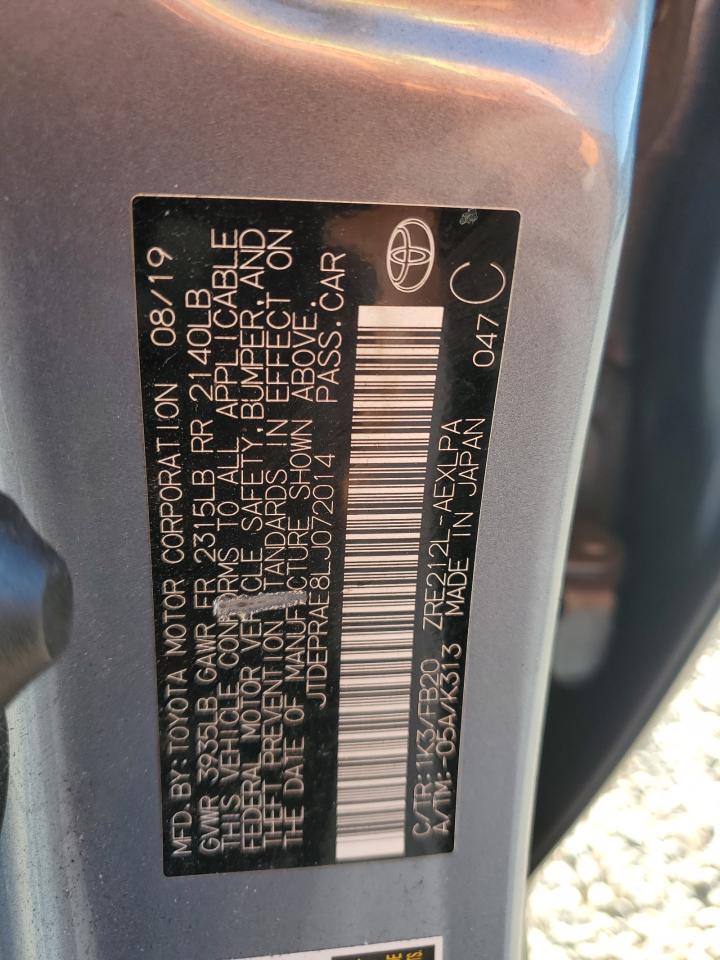 MFD BY: TOYOTA MOTOR CORPORATION 08/19
GVWR 3935LB GAWR FR 2315LB RR 2140LB
THIS VEHICLE CONFORMS TO ALL APPLICABLE
FEDERAL MOTOR VEHICLE SAFETY, BUMPER, AND
THEFT PREVENTION STANDARDS IN EFFECT ON
THE DATE OF MANUFACTURE SHOWN ABOVE.
JTDEPRAE8LJ072014 PASS. CAR
C/TR: 1K3/FB20 ZRE212L-AEXLPA
A/TM: -05A/K313 MADE IN JAPAN 047 C